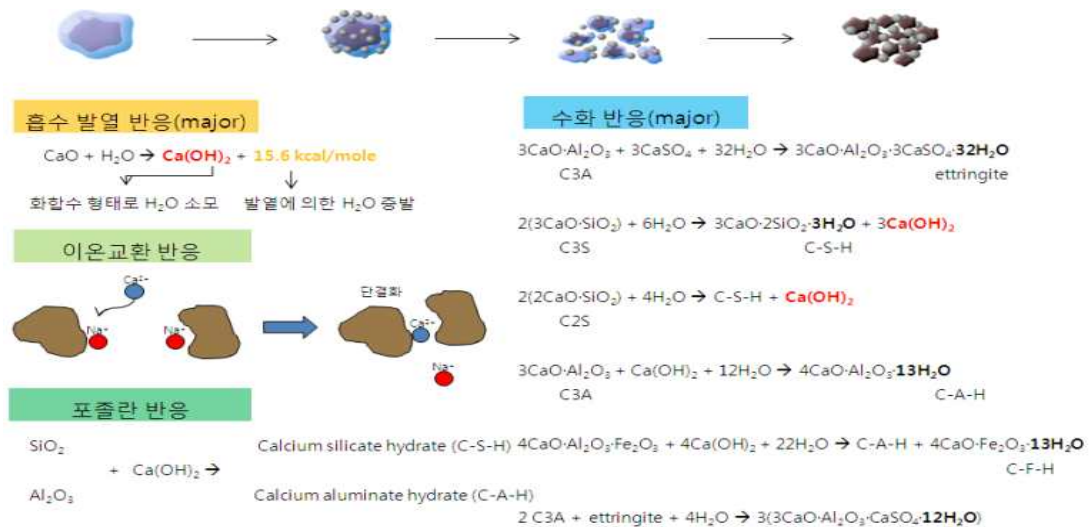 흡수 발열 반응(major)
CaO + H₂O → Ca(OH)₂ + 15.6 kcal/mole
화합수 형태로 H₂O 소모 발열에 의한 H₂O 증발
이온교환 반응
Ca²⁺
Na⁺ Na⁺
단결화
Ca²⁺
Na⁺
포졸란 반응
SiO₂
+ Ca(OH)₂ →
Al₂O₃
Calcium silicate hydrate (C-S-H)
Calcium aluminate hydrate (C-A-H)
수화 반응(major)
3CaO·Al₂O₃ + 3CaSO₄ + 32H₂O → 3CaO·Al₂O₃·3CaSO₄·32H₂O
C3A ettringite
2(3CaO·SiO₂) + 6H₂O → 3CaO·2SiO₂·3H₂O + 3Ca(OH)₂
C3S C-S-H
2(2CaO·SiO₂) + 4H₂O → C-S-H + Ca(OH)₂
C2S
3CaO·Al₂O₃ + Ca(OH)₂ + 12H₂O → 4CaO·Al₂O₃·13H₂O
C3A C-A-H
4CaO·Al₂O₃·Fe₂O₃ + 4Ca(OH)₂ + 22H₂O → C-A-H + 4CaO·Fe₂O₃·13H₂O
C-F-H
2 C3A + ettringite + 4H₂O → 3(3CaO·Al₂O₃·CaSO₄·12H₂O)